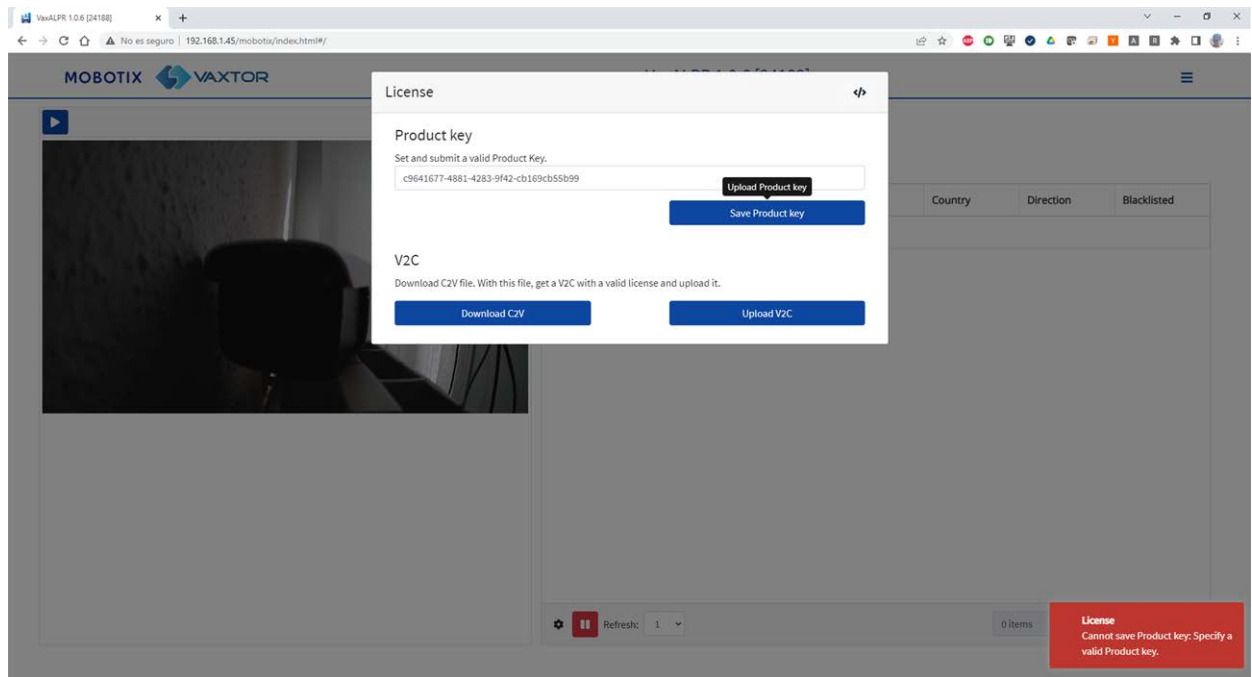 VaxALPR 1.0.6 [24188]
No es seguro | 192.168.1.45/mobotix/index.html#/
MOBOTIX VAXTOR
License
</>
Product key
Set and submit a valid Product Key.
c9641677-4881-4283-9f42-cb169cb55b99
Upload Product key
Save Product key
Country Direction Blacklisted
V2C
Download C2V file. With this file, get a V2C with a valid license and upload it.
Download C2V
Upload V2C
Refresh: 1
0 items
License
Cannot save Product key: Specify a
valid Product key.